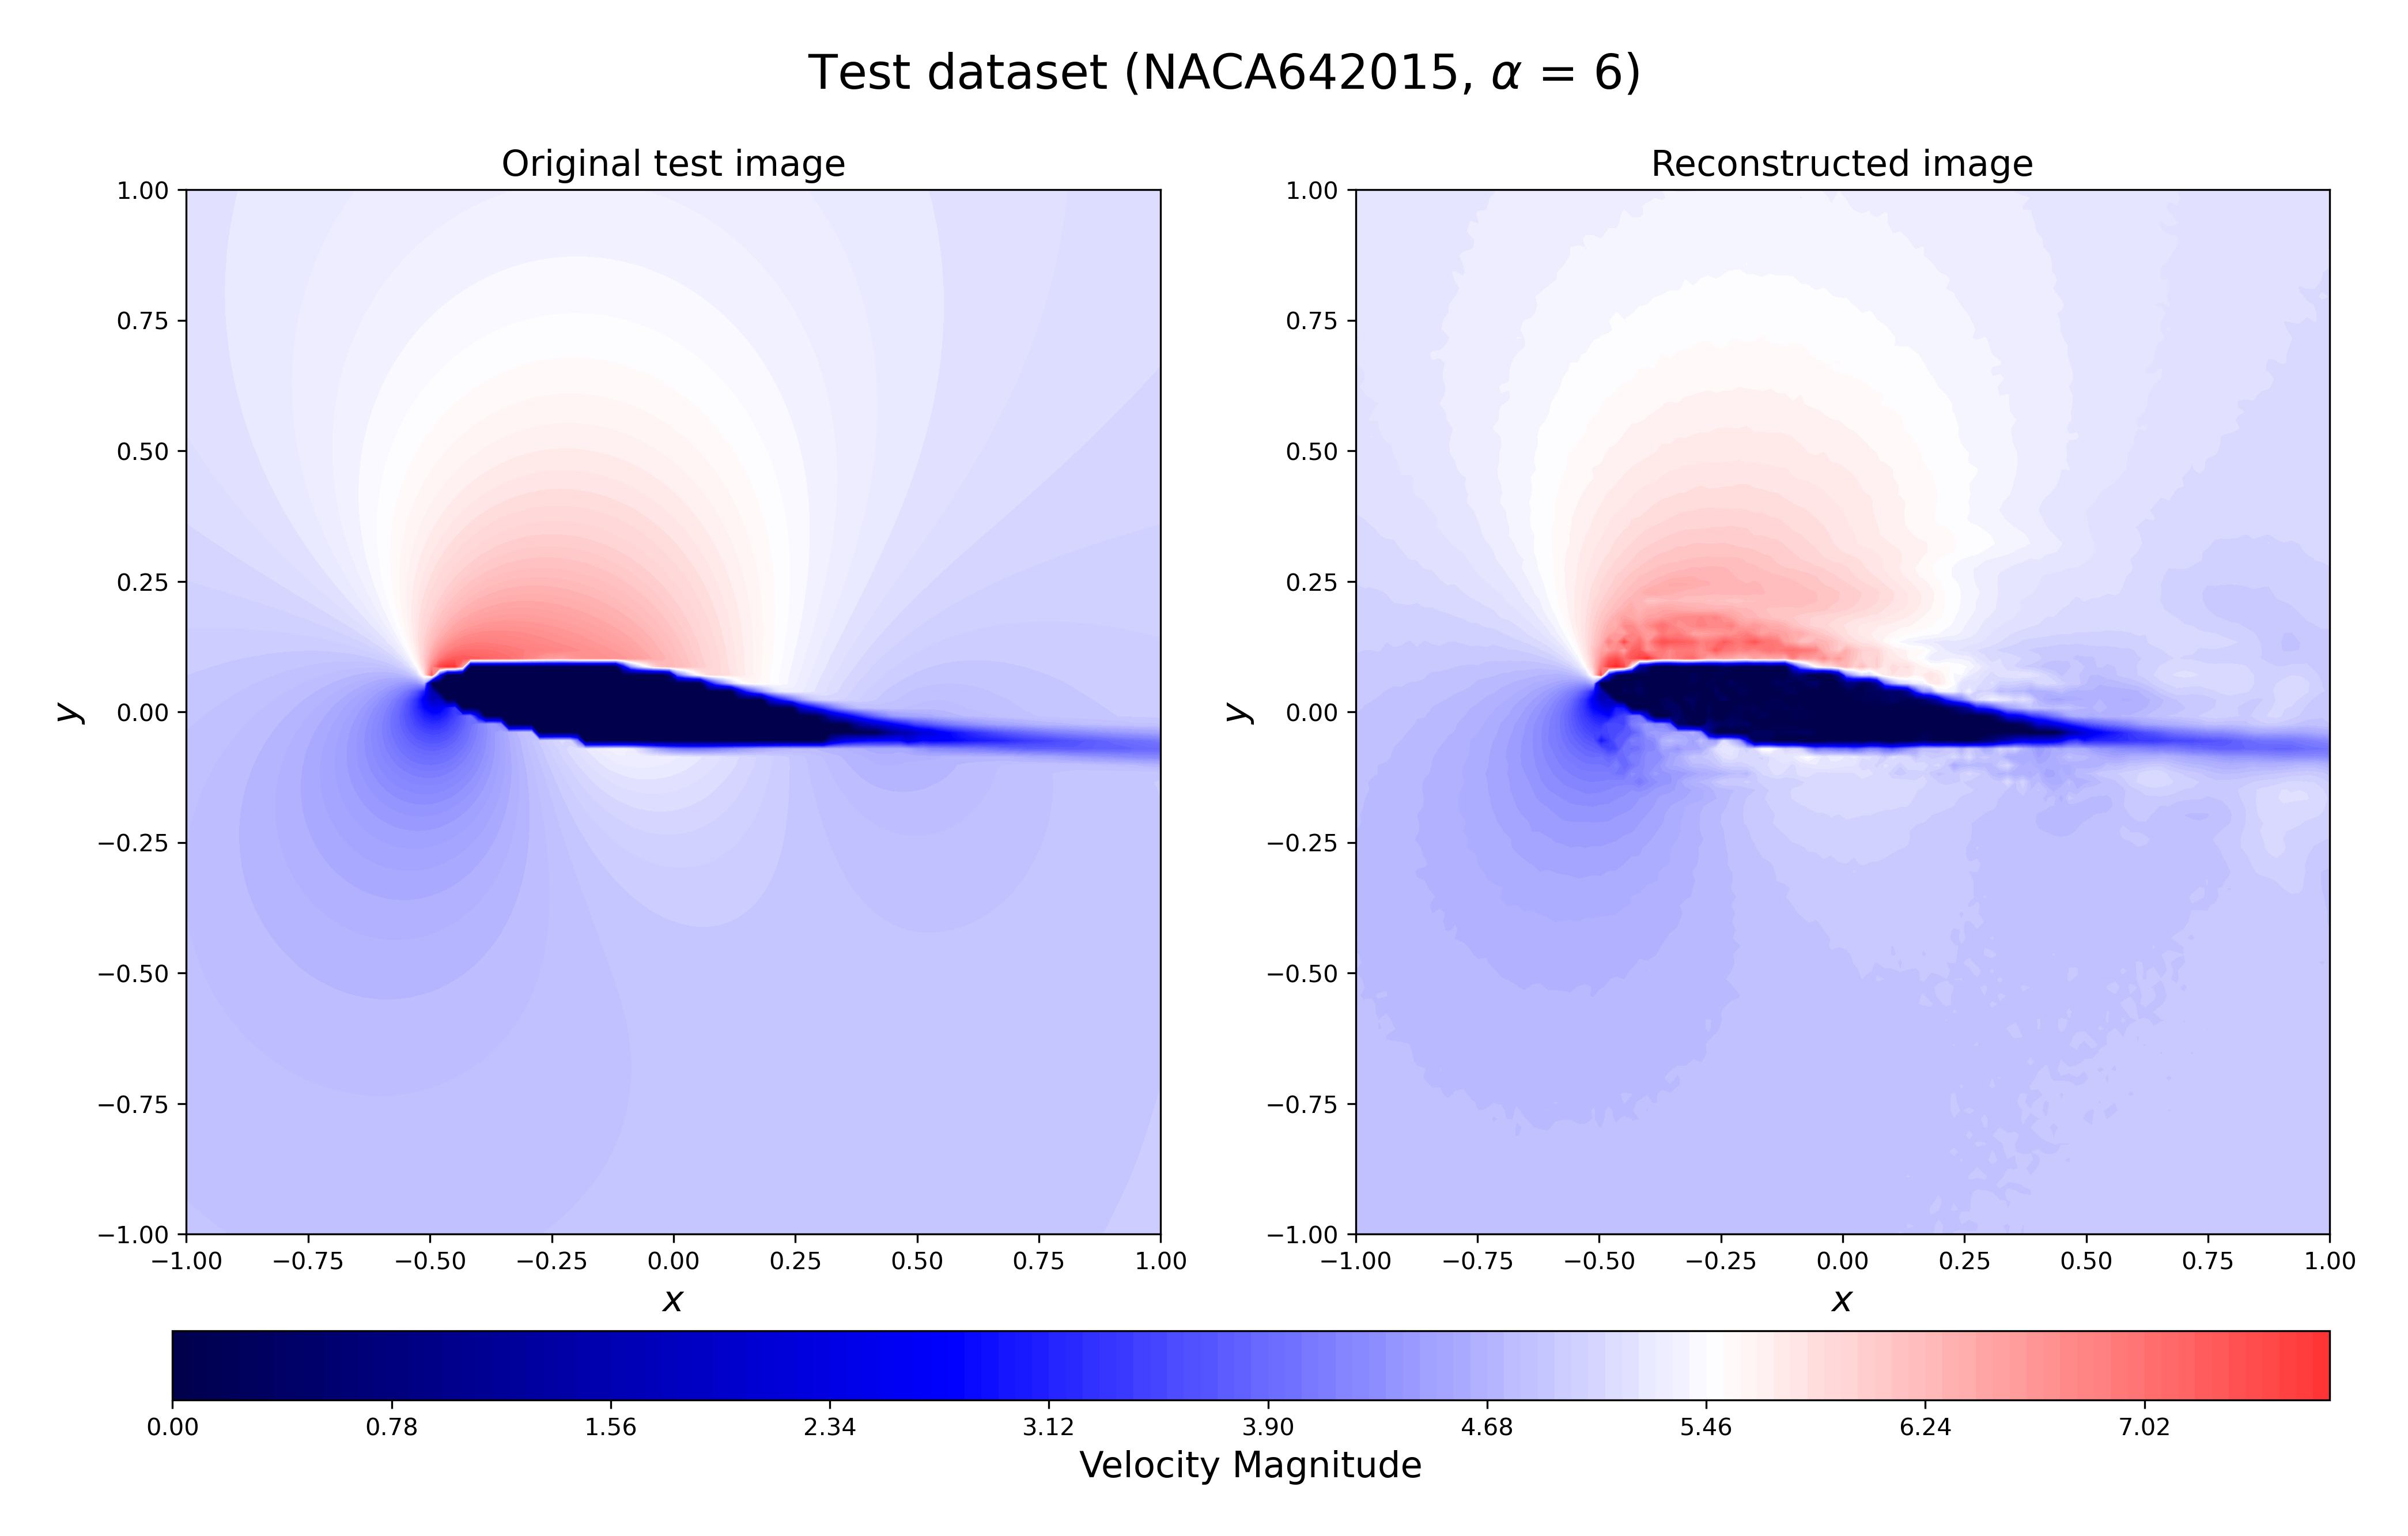 Test dataset (NACA642015, α = 6)
Original test image
1.00
0.75
0.50
0.25
0.00
−0.25
−0.50
−0.75
−1.00
y
−1.00 −0.75 −0.50 −0.25 0.00 0.25 0.50 0.75 1.00
x
Reconstructed image
1.00
0.75
0.50
0.25
0.00
−0.25
−0.50
−0.75
−1.00
y
−1.00 −0.75 −0.50 −0.25 0.00 0.25 0.50 0.75 1.00
x
0.00 0.78 1.56 2.34 3.12 3.90 4.68 5.46 6.24 7.02
Velocity Magnitude